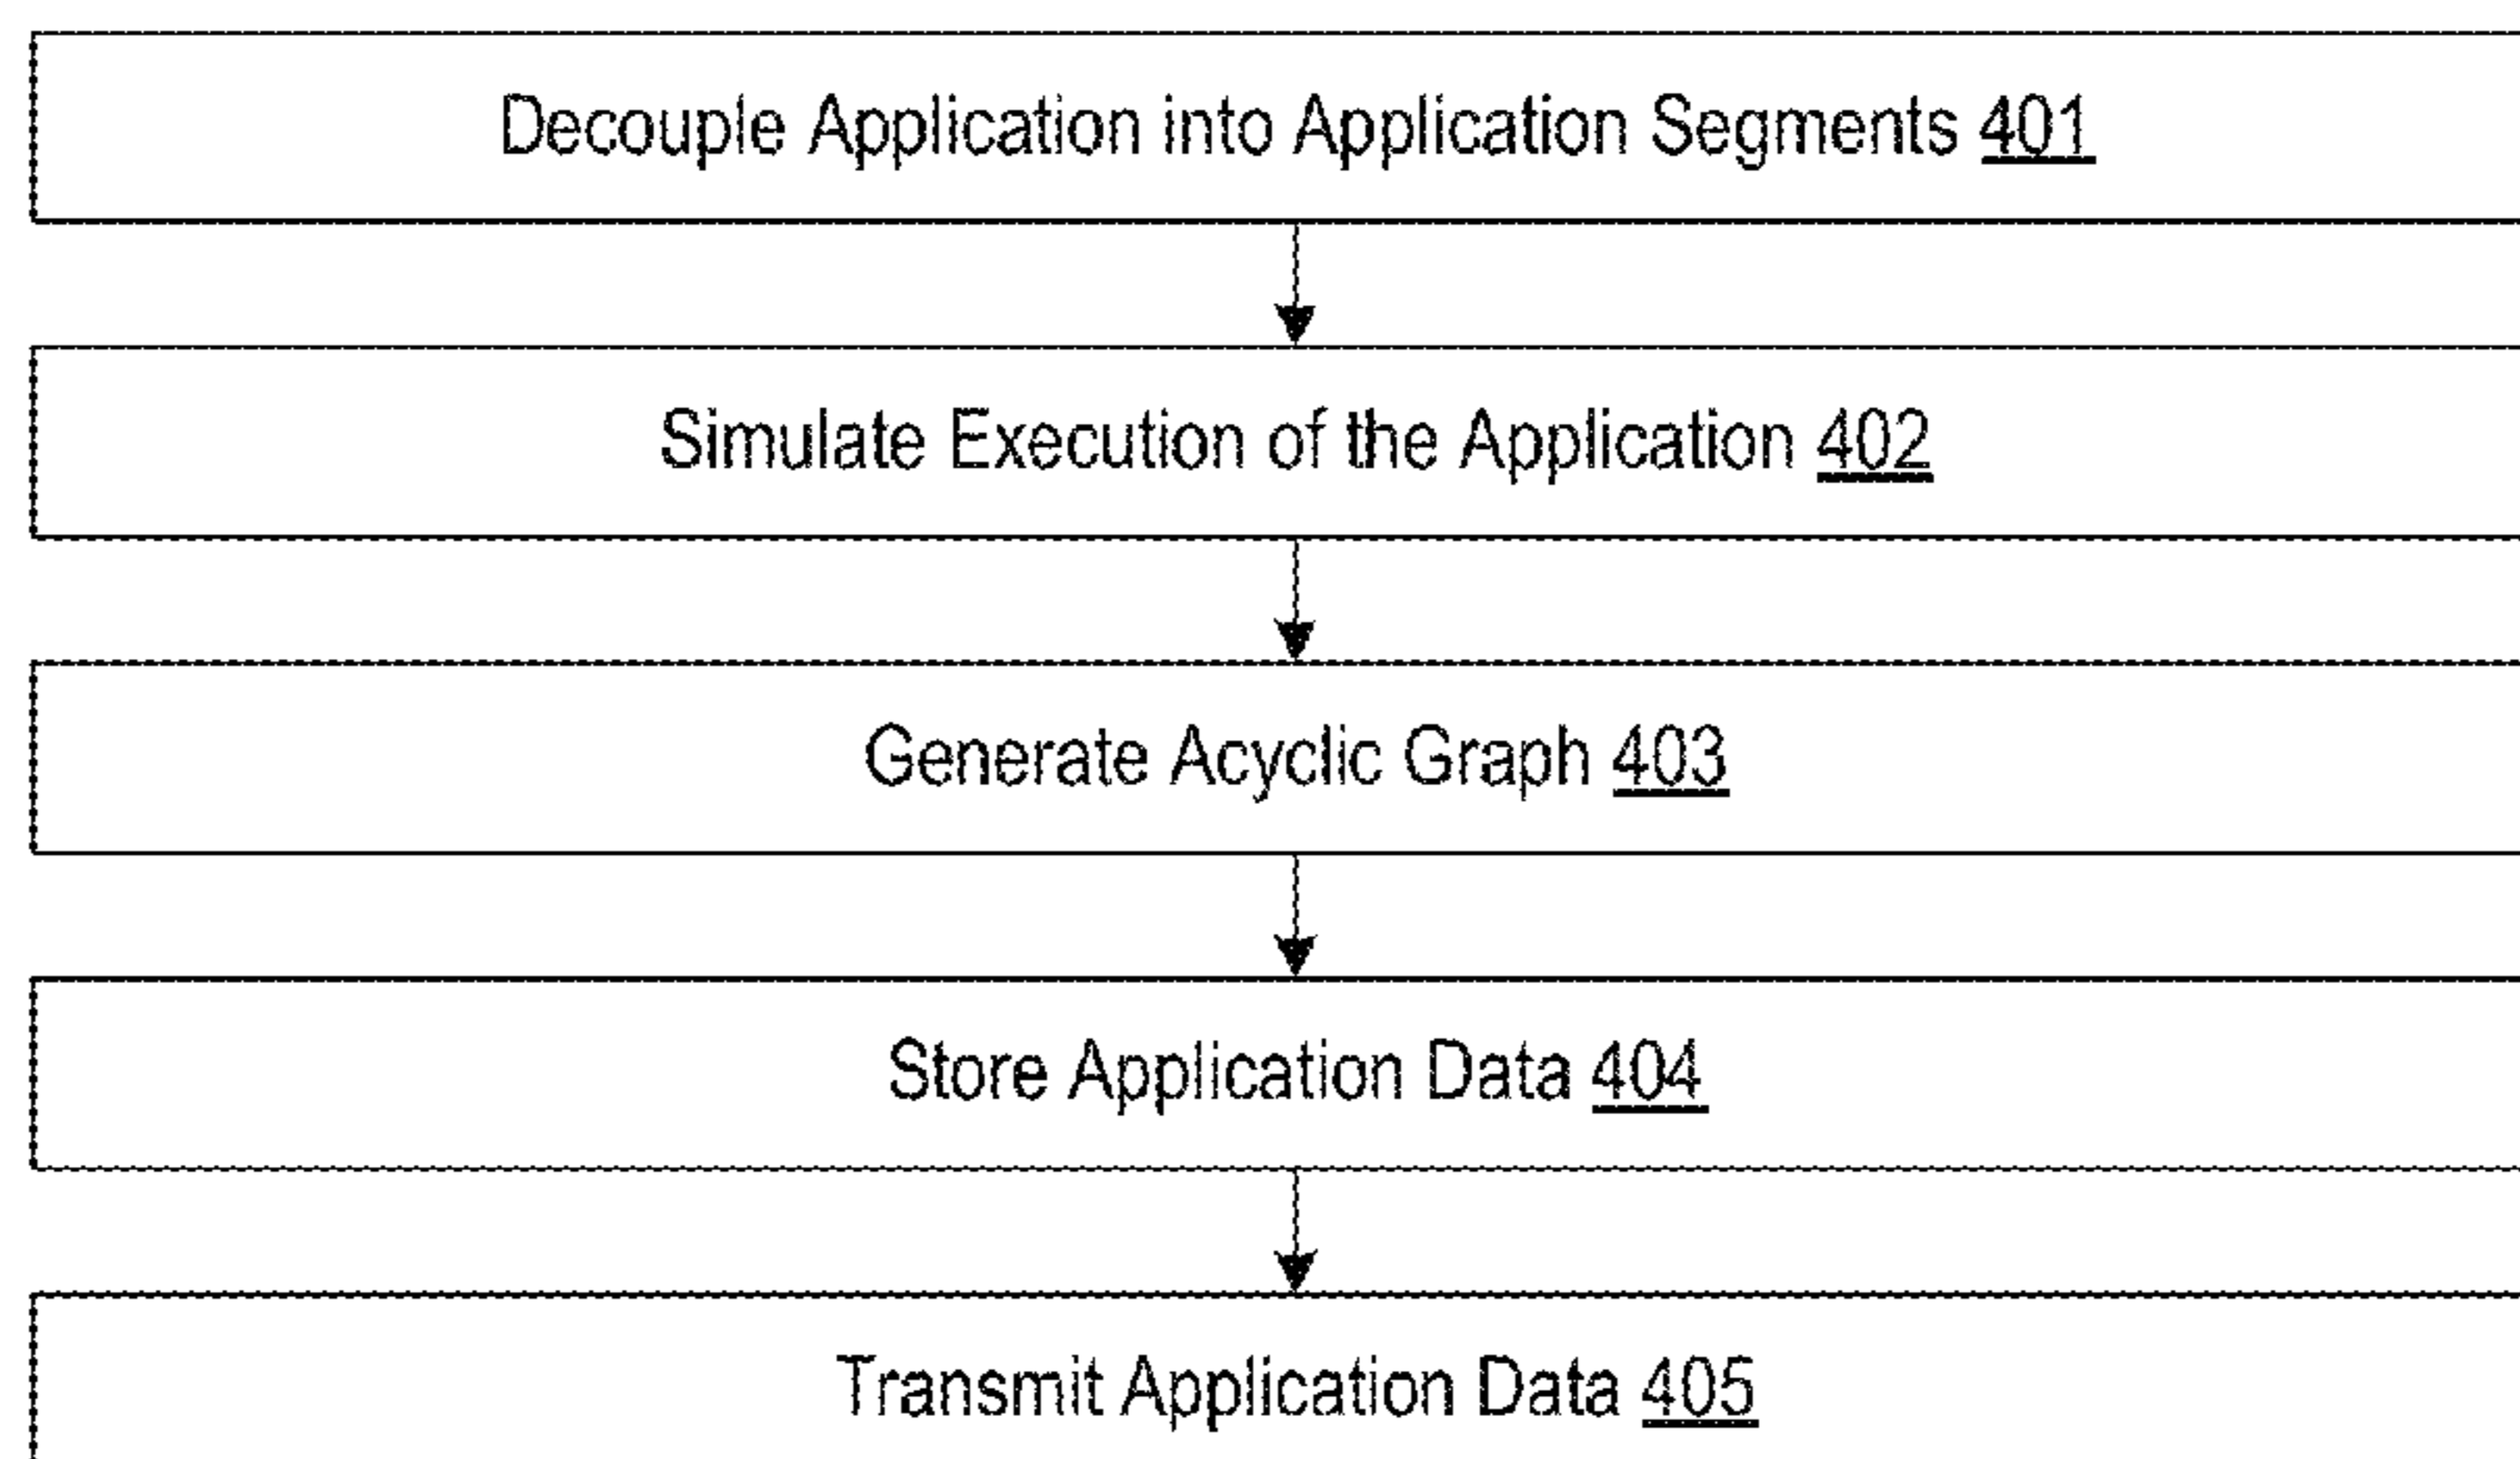 Decouple Application into Application Segments 401
Simulate Execution of the Application 402
Generate Acyclic Graph 403
Store Application Data 404
Transmit Application Data 405